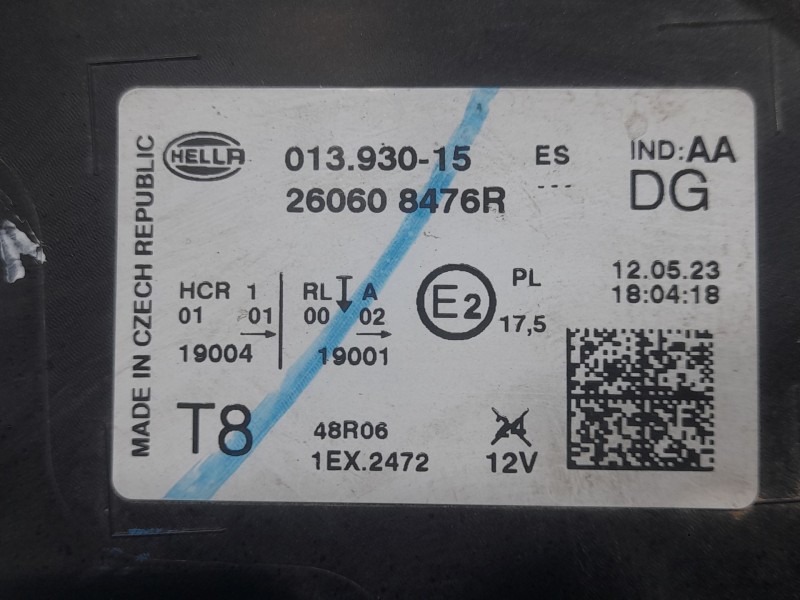 MADE IN CZECH REPUBLIC
HELLA 013.930-15 ES IND:AA
26060 8476R --- DG
HCR 1 RL A E2 PL 12.05.23
01 01 00 02 17,5 18:04:18
19004 19001
T8 48R06 24
1EX.2472 12V